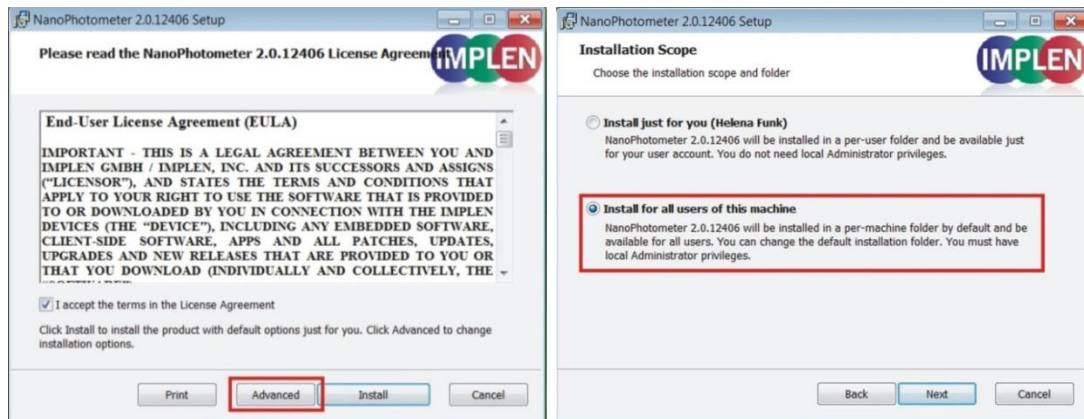 NanoPhotometer 2.0.12406 Setup
Please read the NanoPhotometer 2.0.12406 License Agreem
IMPLEN
End-User License Agreement (EULA)
IMPORTANT - THIS IS A LEGAL AGREEMENT BETWEEN YOU AND
IMPLEN GMBH / IMPLEN, INC. AND ITS SUCCESSORS AND ASSIGNS
("LICENSOR"), AND STATES THE TERMS AND CONDITIONS THAT
APPLY TO YOUR RIGHT TO USE THE SOFTWARE THAT IS PROVIDED
TO OR DOWNLOADED BY YOU IN CONNECTION WITH THE IMPLEN
DEVICES (THE "DEVICE"), INCLUDING ANY EMBEDDED SOFTWARE,
CLIENT-SIDE SOFTWARE, APPS AND ALL PATCHES, UPDATES,
UPGRADES AND NEW RELEASES THAT ARE PROVIDED TO YOU OR
THAT YOU DOWNLOAD (INDIVIDUALLY AND COLLECTIVELY, THE
I accept the terms in the License Agreement
Click Install to install the product with default options just for you. Click Advanced to change
installation options.
Print
Advanced
Install
Cancel
NanoPhotometer 2.0.12406 Setup
Installation Scope
Choose the installation scope and folder
IMPLEN
Install just for you (Helena Funk)
NanoPhotometer 2.0.12406 will be installed in a per-user folder and be available just
for your user account. You do not need local Administrator privileges.
Install for all users of this machine
NanoPhotometer 2.0.12406 will be installed in a per-machine folder by default and be
available for all users. You can change the default installation folder. You must have
local Administrator privileges.
Back
Next
Cancel